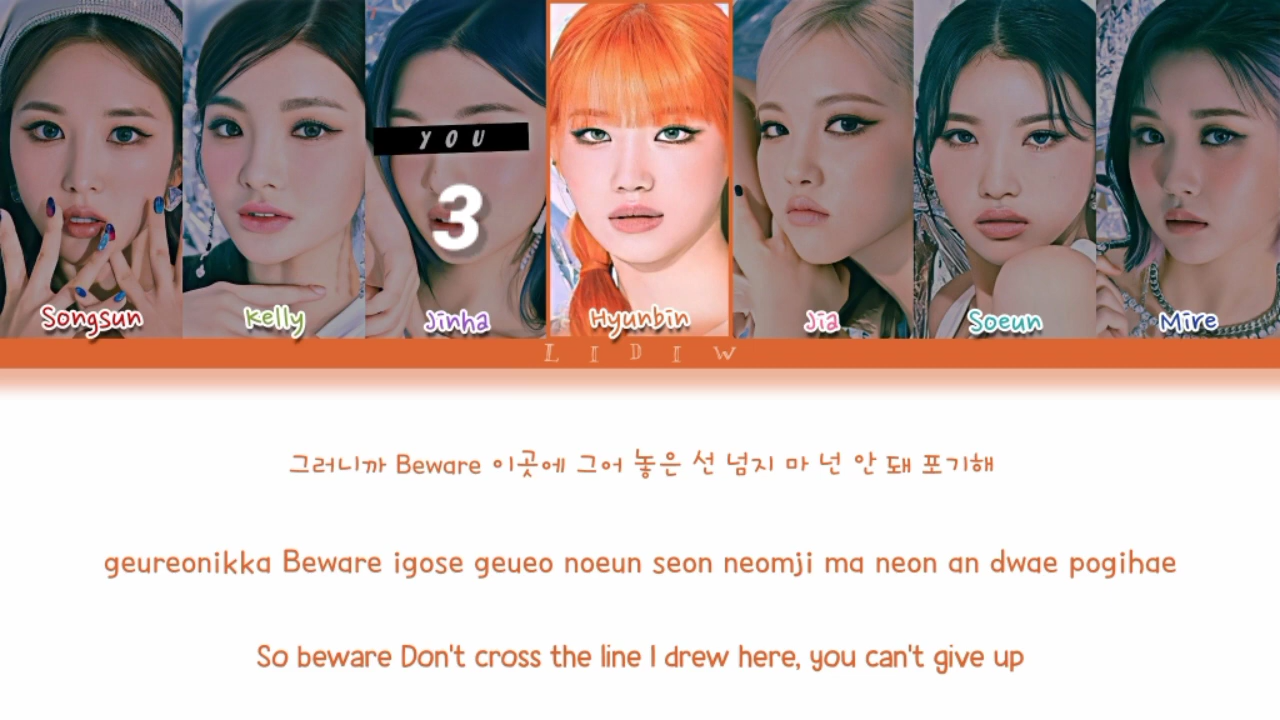 YOU
3
Songsun
Kelly
Jinha
Hyunbin
Jia
Soeun
Mire
LIDIW
그러니까 Beware 이곳에 그어 놓은 선 넘지 마 넌 안 돼 포기해
geureonikka Beware igose geueo noeun seon neomji ma neon an dwae pogihae
So beware Don't cross the line I drew here, you can't give up